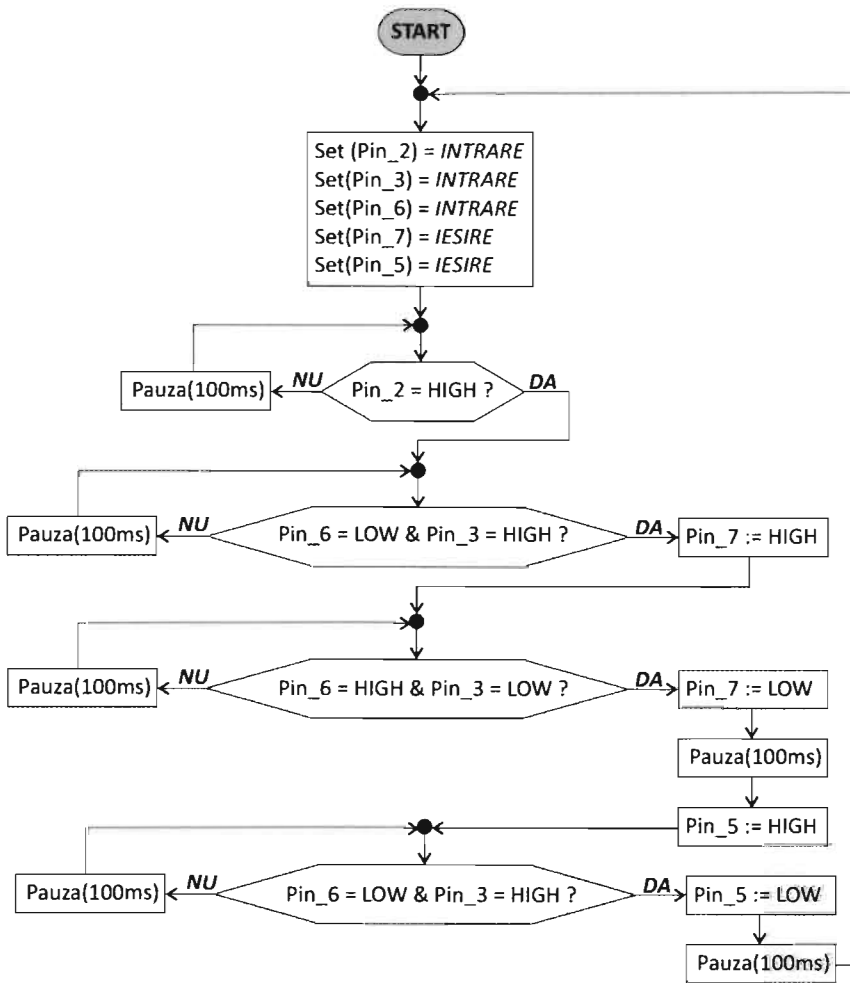 START
Set (Pin_2) = INTRARE
Set(Pin_3) = INTRARE
Set(Pin_6) = INTRARE
Set(Pin_7) = IESIRE
Set(Pin_5) = IESIRE
Pauza(100ms)
NU
Pin_2 = HIGH ?
DA
Pauza(100ms)
NU
Pin_6 = LOW & Pin_3 = HIGH ?
DA
Pin_7 := HIGH
Pauza(100ms)
NU
Pin_6 = HIGH & Pin_3 = LOW ?
DA
Pin_7 := LOW
Pauza(100ms)
Pin_5 := HIGH
Pauza(100ms)
NU
Pin_6 = LOW & Pin_3 = HIGH ?
DA
Pin_5 := LOW
Pauza(100ms)